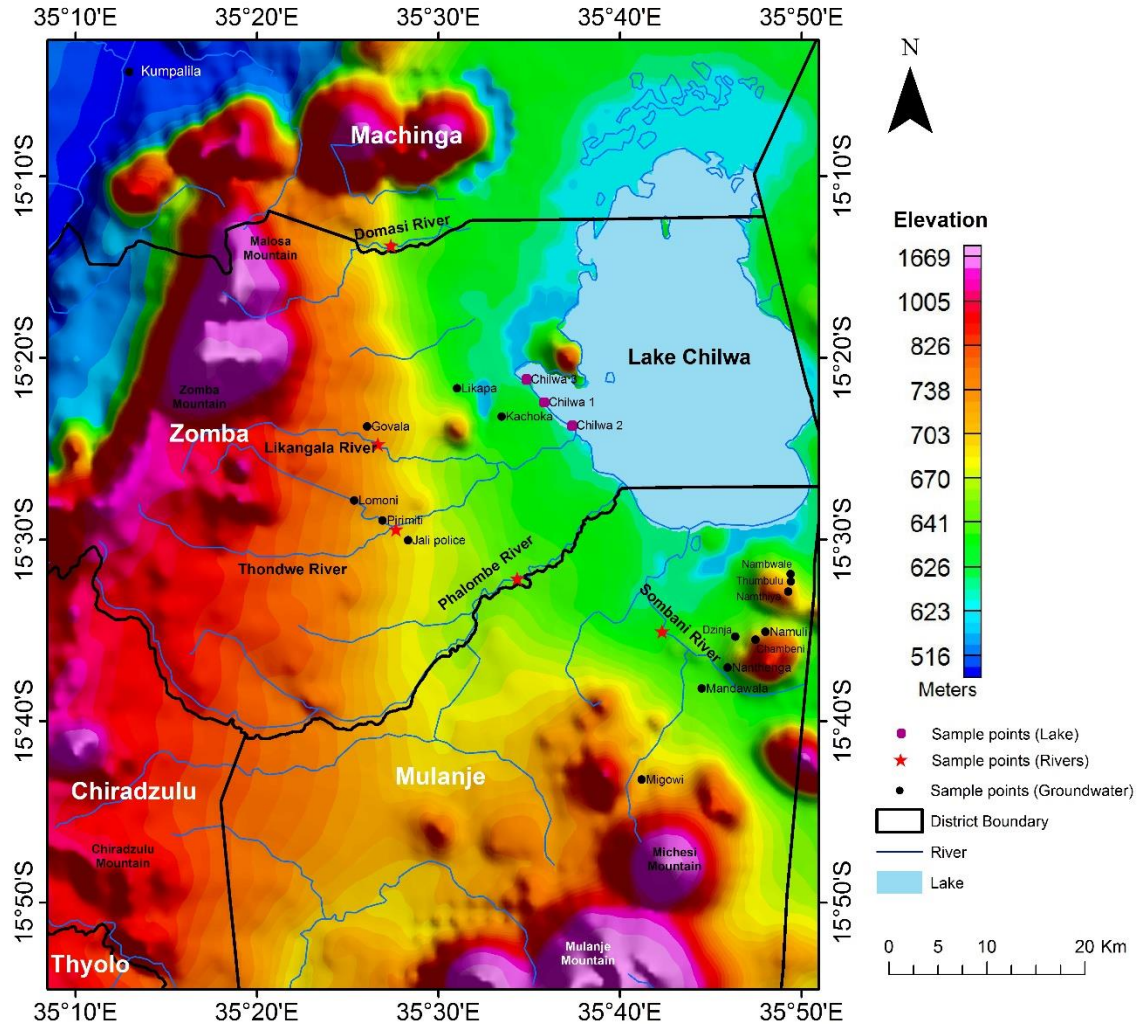 35°10'E 35°20'E 35°30'E 35°40'E 35°50'E
15°10'S
15°20'S
15°30'S
15°40'S
15°50'S
Kumpalila
Machinga
Domasi River
Malosa
Mountain
Lake Chilwa
Chilwa 3
Likapa
Chilwa 1
Zomba
Mountain
Kachoka
Chilwa 2
Govala
Zomba
Likangala River
Lomoni
Pirimiti
Jali police
Thondwe River
Phalombe River
Nambwale
Thumbulu
Namthiya
Sombani River
Dzinja
Namuli
Chambeni
Nanthenga
Mandawala
Mulanje
Migowi
Chiradzulu
Chiradzulu
Mountain
Michesi
Mountain
Mulanje
Mountain
Thyolo
15°10'S
15°20'S
15°30'S
15°40'S
15°50'S
35°10'E 35°20'E 35°30'E 35°40'E 35°50'E
N
Elevation
1669
1005
826
738
703
670
641
626
623
516
Meters
Sample points (Lake)
Sample points (Rivers)
Sample points (Groundwater)
District Boundary
River
Lake
0 5 10 20 Km